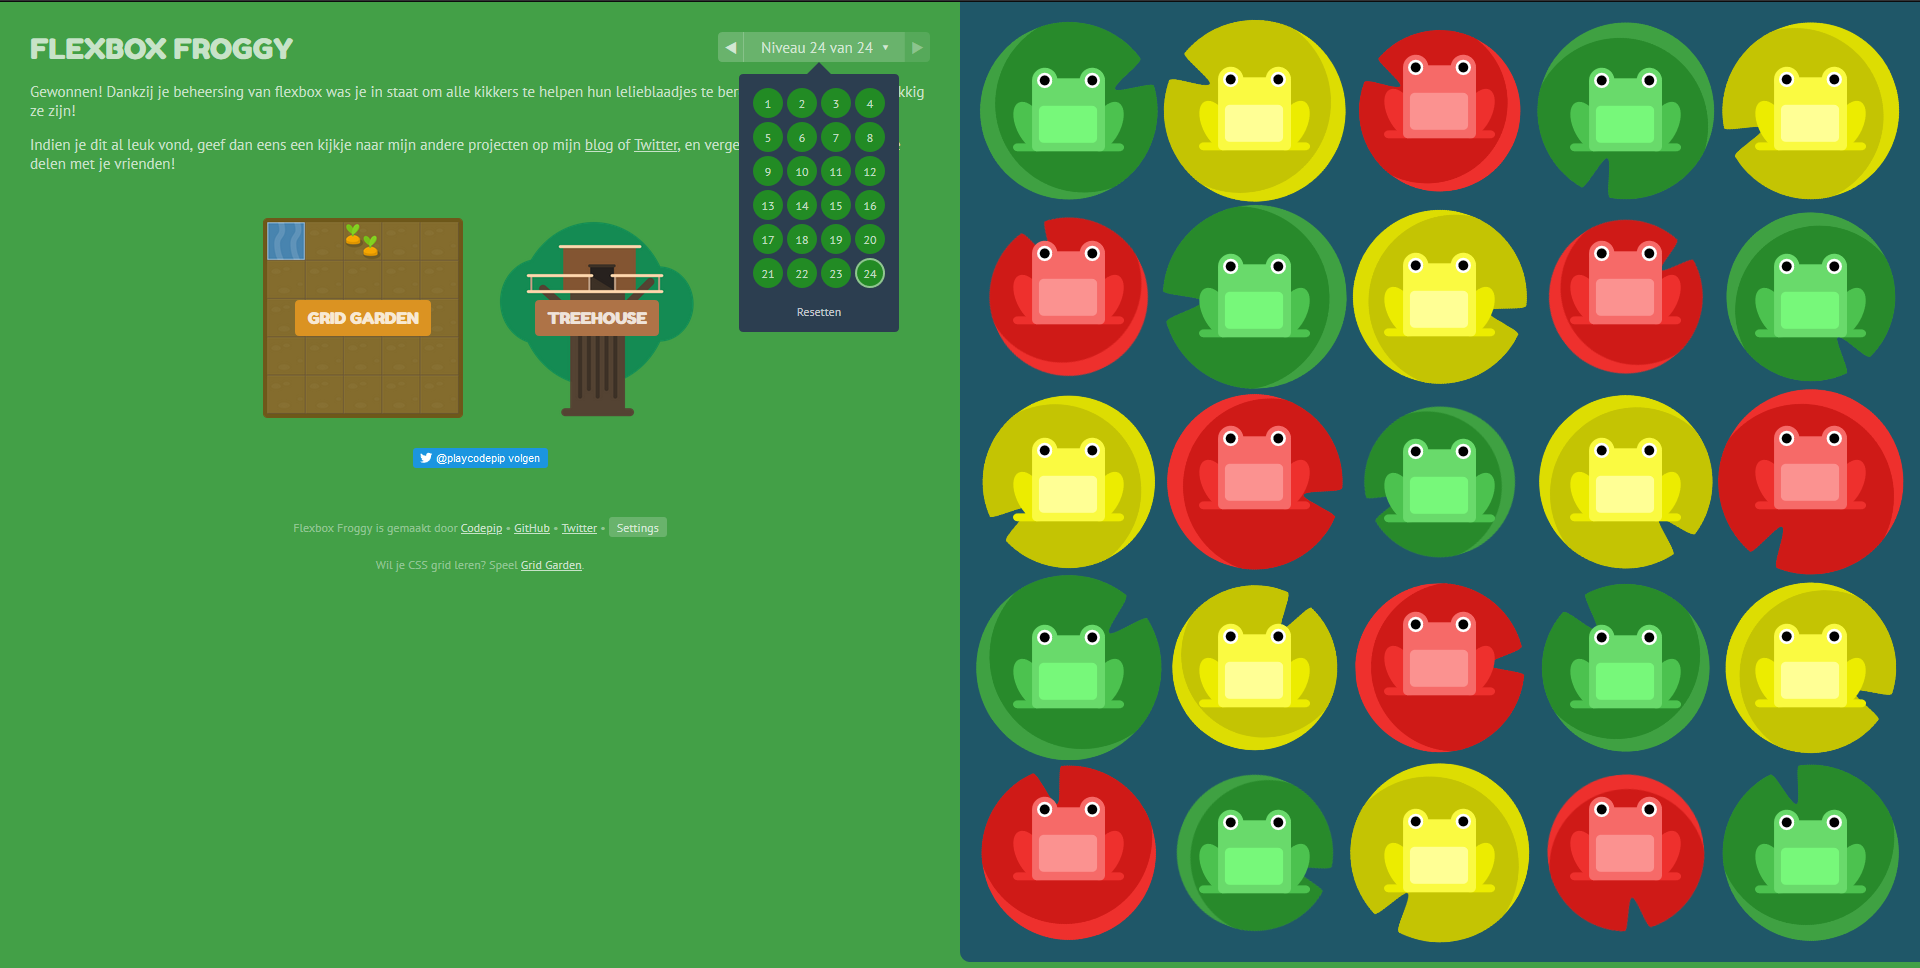 FLEXBOX FROGGY
Niveau 24 van 24
Gewonnen! Dankzij je beheersing van flexbox was je in staat om alle kikkers te helpen hun lelieblaadjes te ber
kkig
ze zijn!
Indien je dit al leuk vond, geef dan eens een kijkje naar mijn andere projecten op mijn blog of Twitter, en verge
delen met je vrienden!
1 2 3 4
5 6 7 8
9 10 11 12
13 14 15 16
17 18 19 20
21 22 23 24
Resetten
GRID GARDEN
TREEHOUSE
@playcodepip volgen
Flexbox Froggy is gemaakt door Codepip • GitHub • Twitter • Settings
Wil je CSS grid leren? Speel Grid Garden.